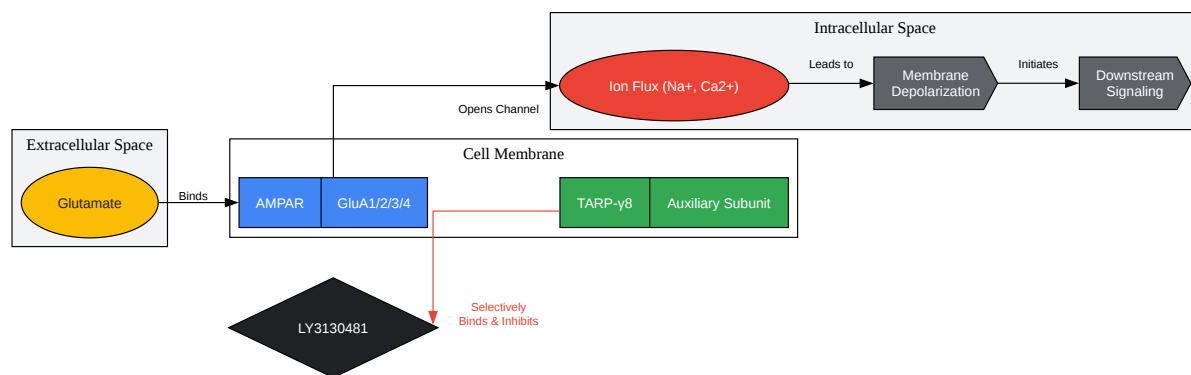 Intracellular Space
Ion Flux (Na+, Ca2+)
Leads to
Membrane
Depolarization
Initiates
Downstream
Signaling
Opens Channel
Extracellular Space
Glutamate
Binds
Cell Membrane
AMPAR
GluA1/2/3/4
TARP-γ8
Auxiliary Subunit
LY3130481
Selectively
Binds & Inhibits